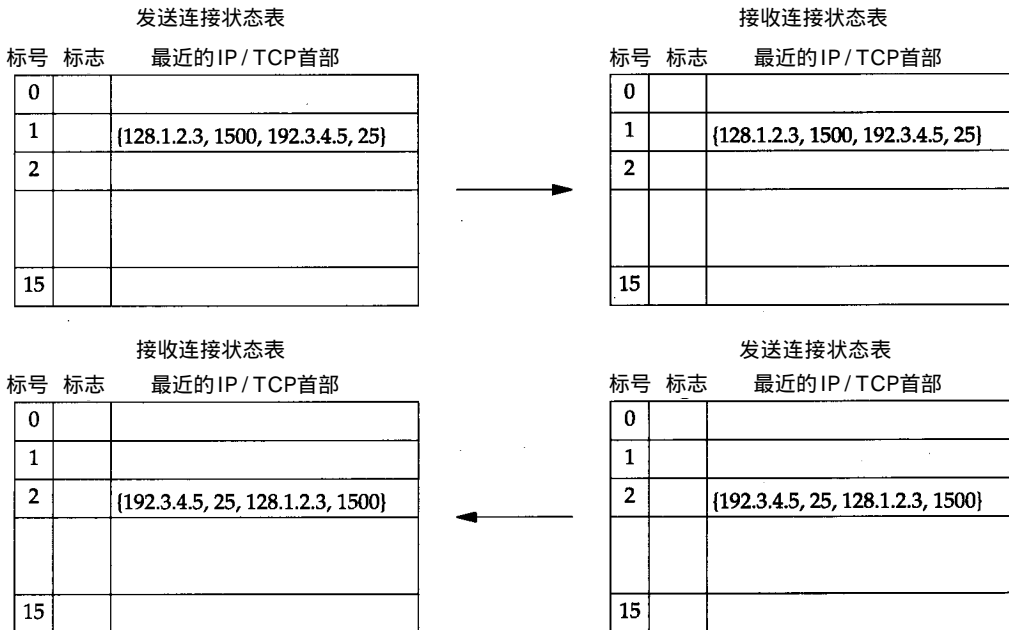 发送连接状态表
标号 标志 最近的IP/TCP首部
0
1 {128.1.2.3, 1500, 192.3.4.5, 25}
2
15
接收连接状态表
标号 标志 最近的IP/TCP首部
0
1 {128.1.2.3, 1500, 192.3.4.5, 25}
2
15
接收连接状态表
标号 标志 最近的IP/TCP首部
0
1
2 {192.3.4.5, 25, 128.1.2.3, 1500}
15
发送连接状态表
标号 标志 最近的IP/TCP首部
0
1
2 {192.3.4.5, 25, 128.1.2.3, 1500}
15